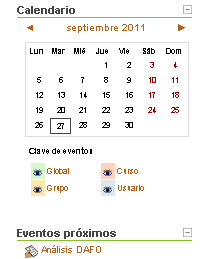 Calendario
septiembre 2011
Lun Mar Mié Jue Vie Sáb Dom
1 2 3 4
5 6 7 8 9 10 11
12 13 14 15 16 17 18
19 20 21 22 23 24 25
26 27 28 29 30
Clave de eventos
Global Curso
Grupo Usuario
Eventos próximos
Análisis DAFO